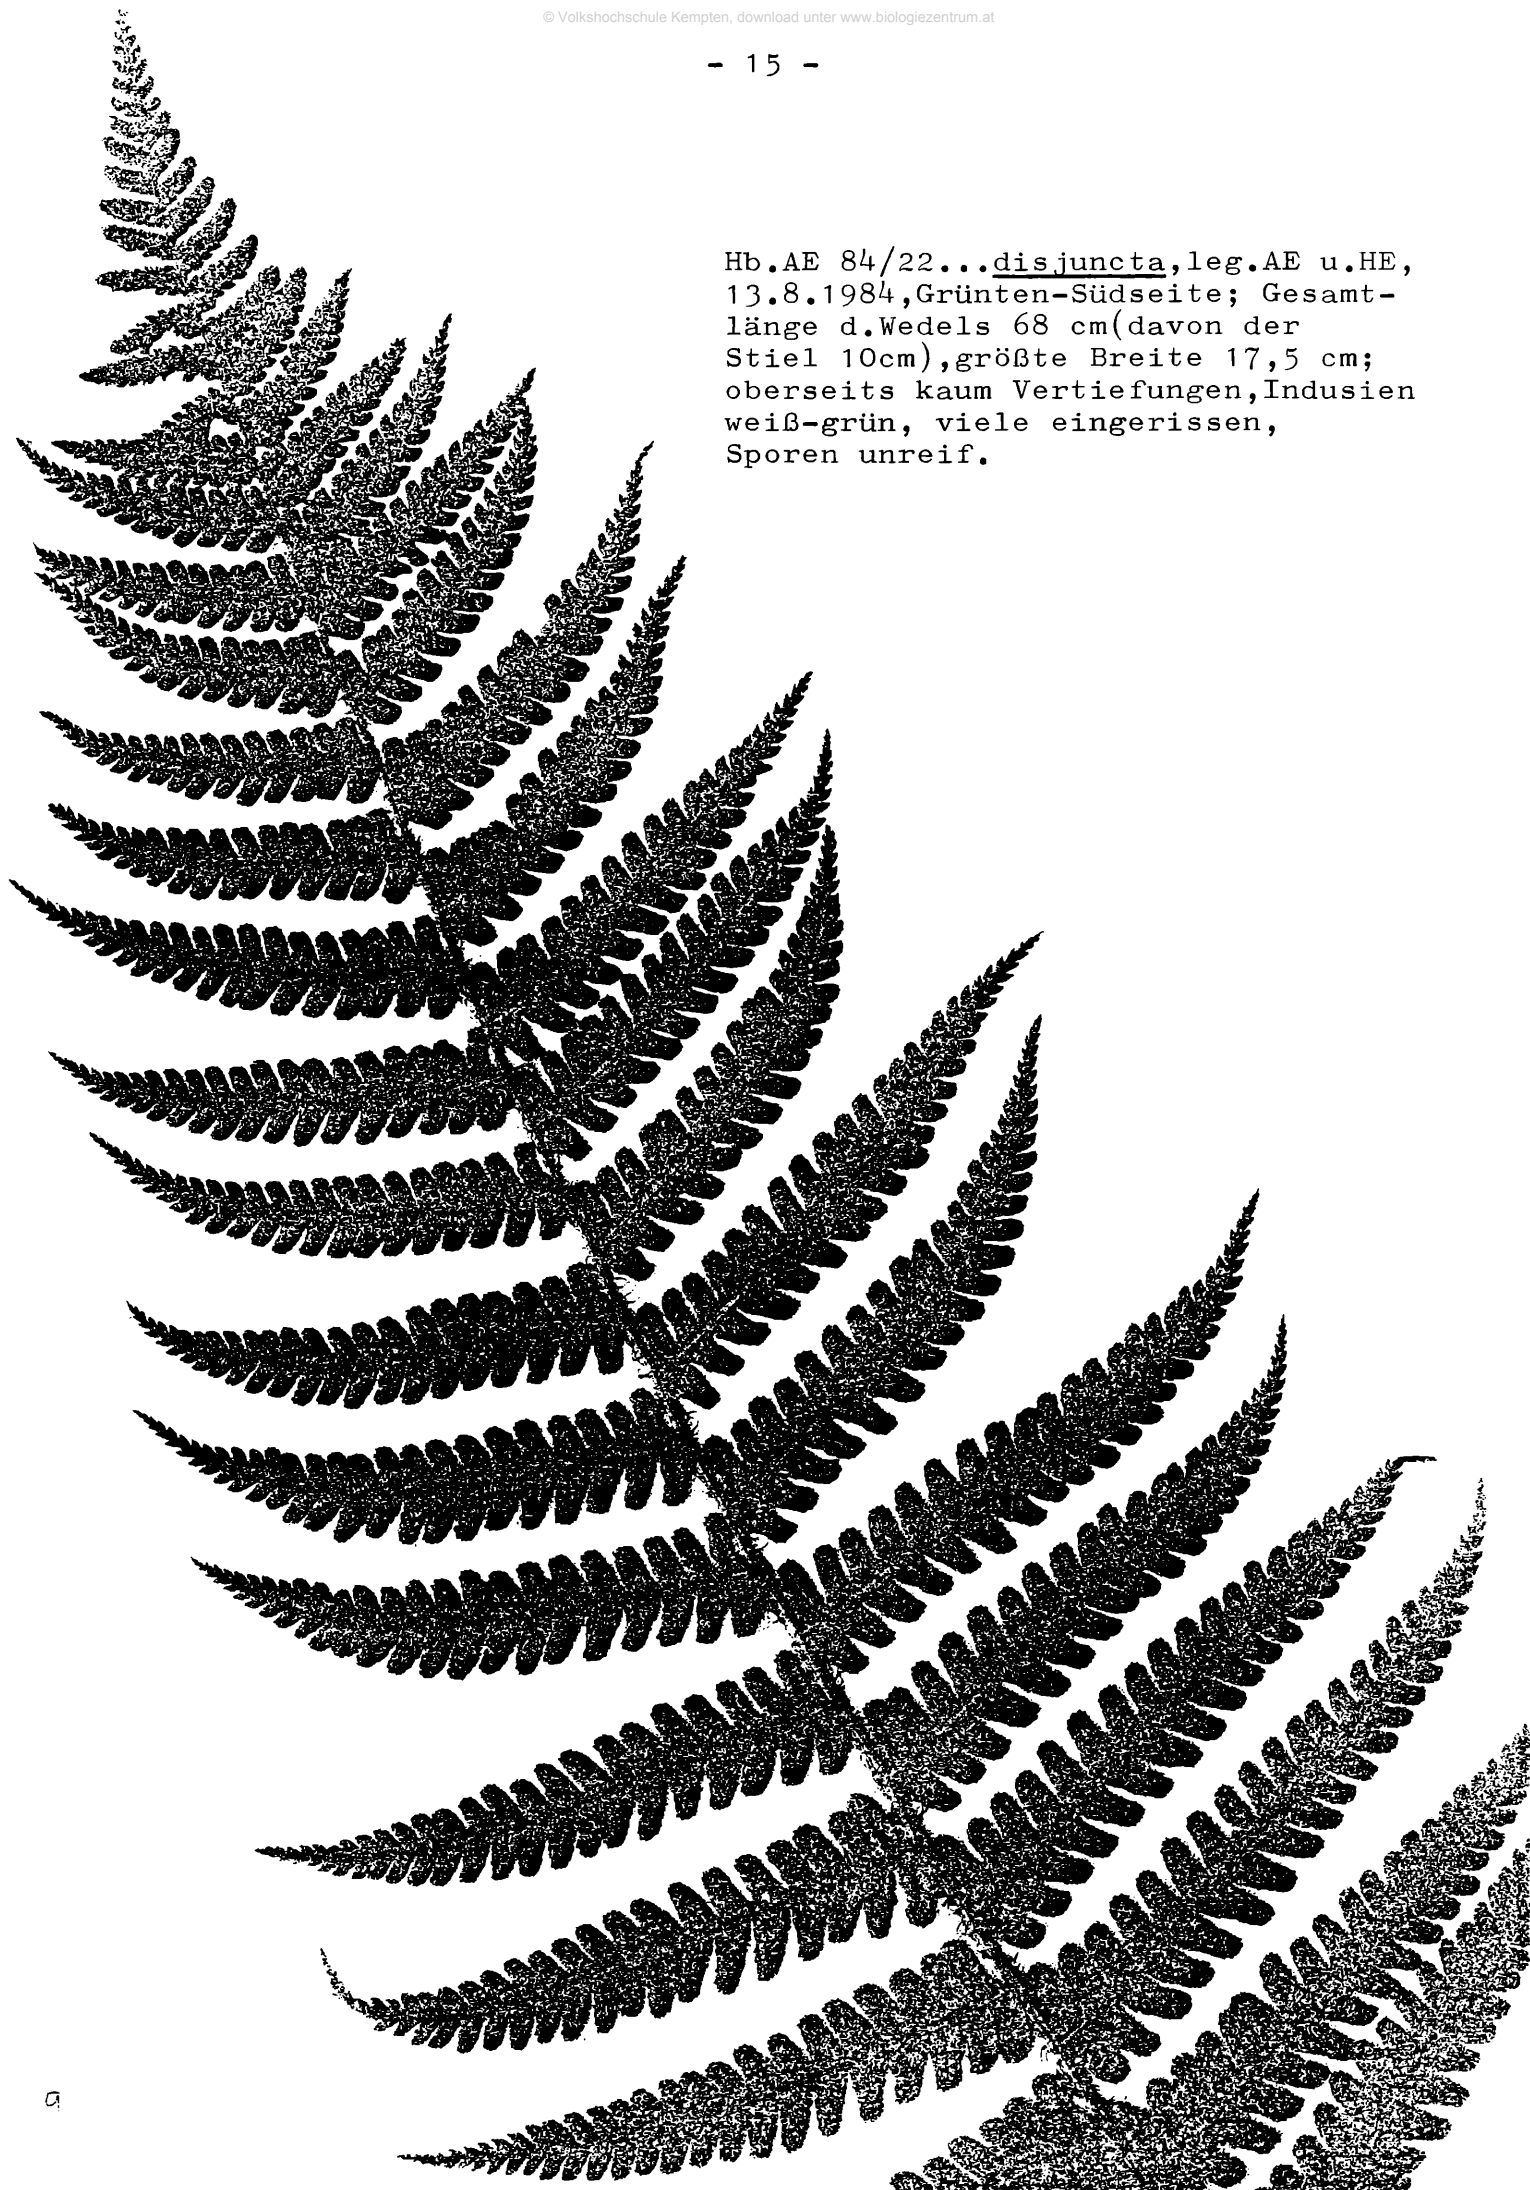 © Volkshochschule Kempten, download unter www.biologiezentrum.at
- 15 -
Hb.AE 84/22...disjuncta,leg.AE u.HE,
13.8.1984,Grünten-Südseite; Gesamt-
länge d.Wedels 68 cm(davon der
Stiel 10cm),größte Breite 17,5 cm;
oberseits kaum Vertiefungen,Indusien
weiß-grün, viele eingerissen,
Sporen unreif.
a